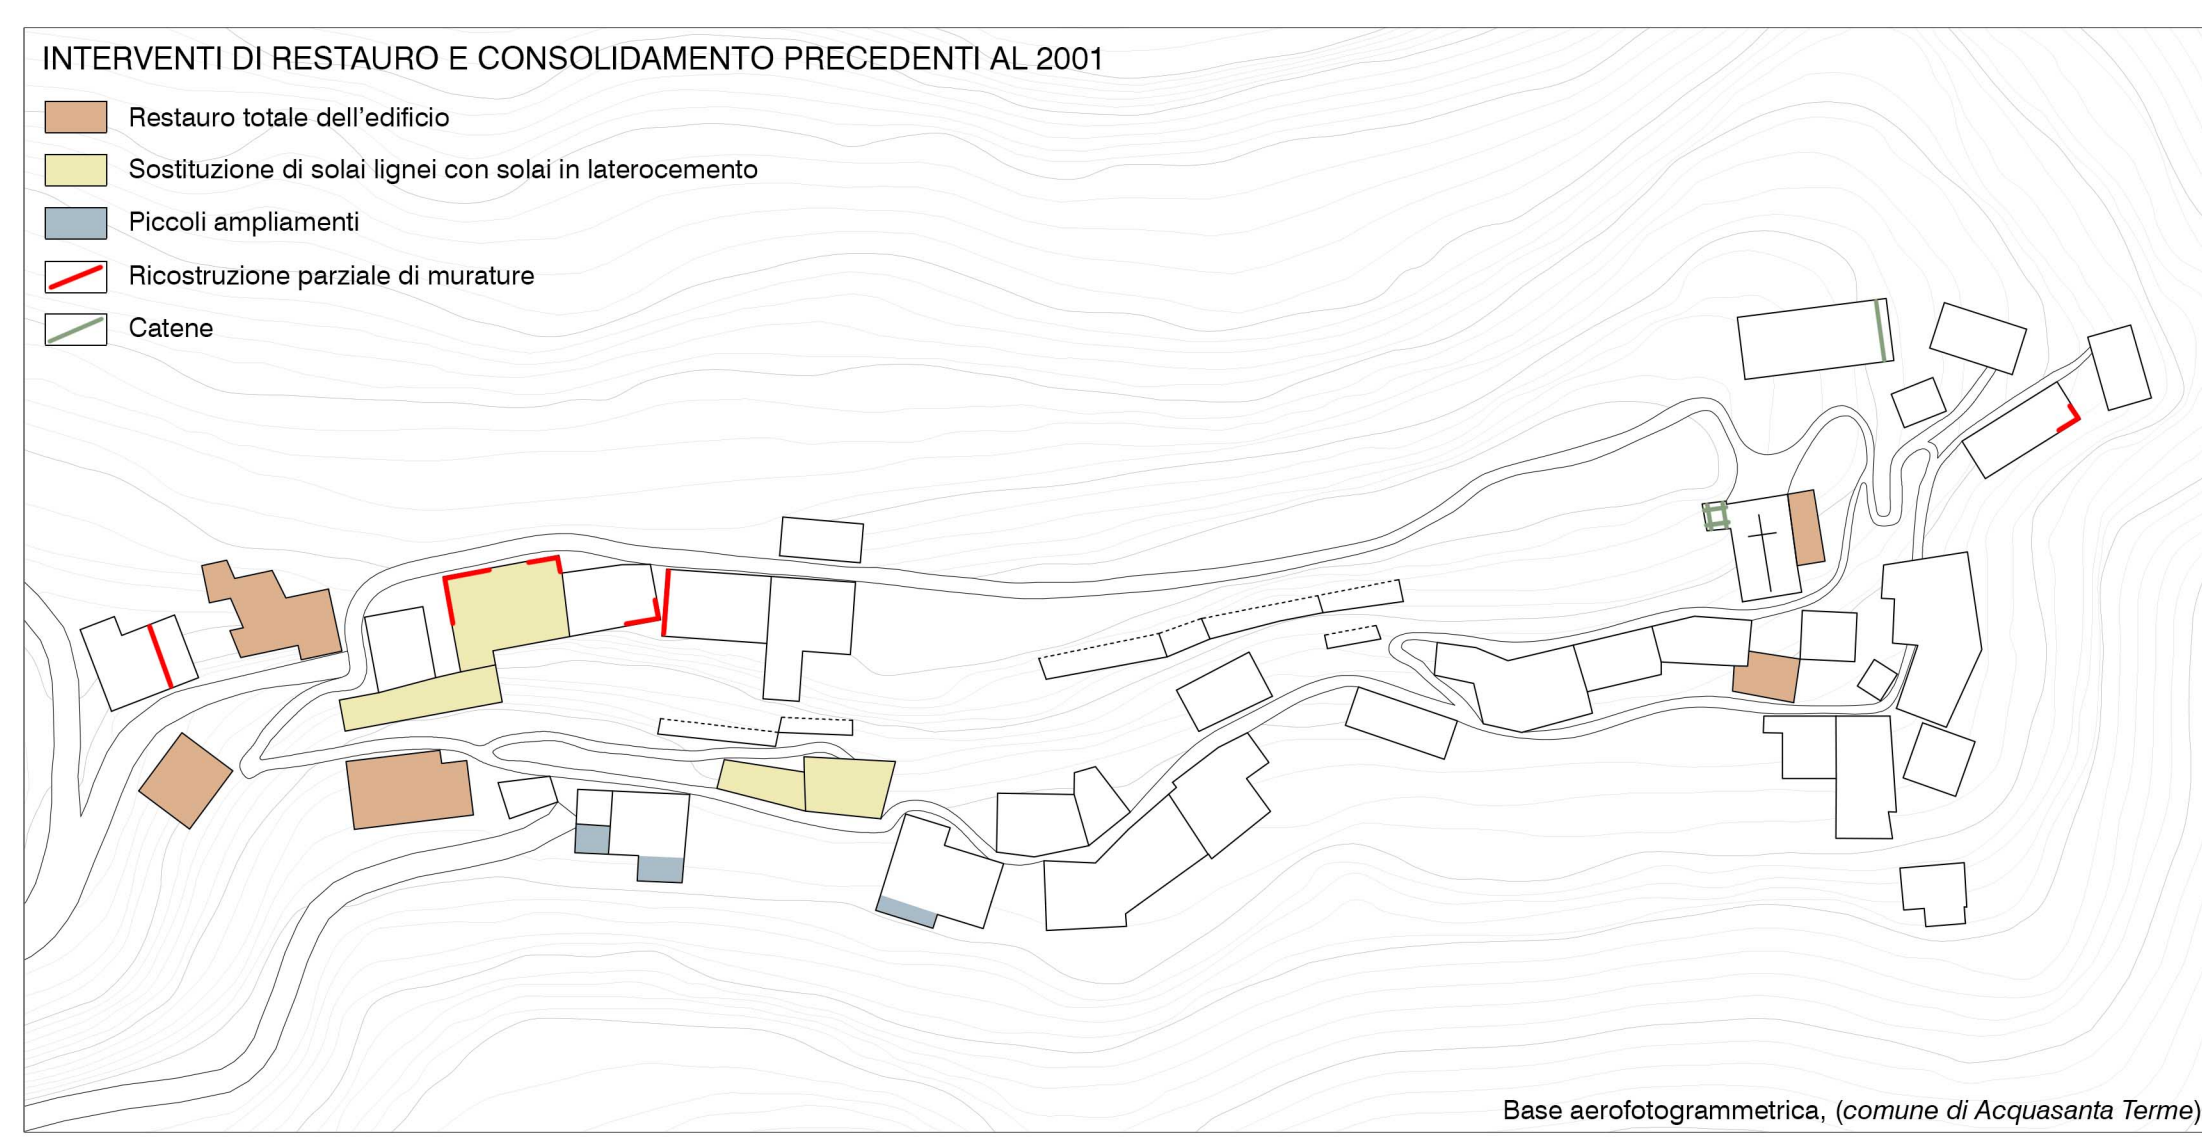 INTERVENTI DI RESTAURO E CONSOLIDAMENTO PRECEDENTI AL 2001
Restauro totale dell'edificio
Sostituzione di solai lignei con solai in laterocemento
Piccoli ampliamenti
Ricostruzione parziale di murature
Catene
Base aerofotogrammetrica, (comune di Acquasanta Terme)